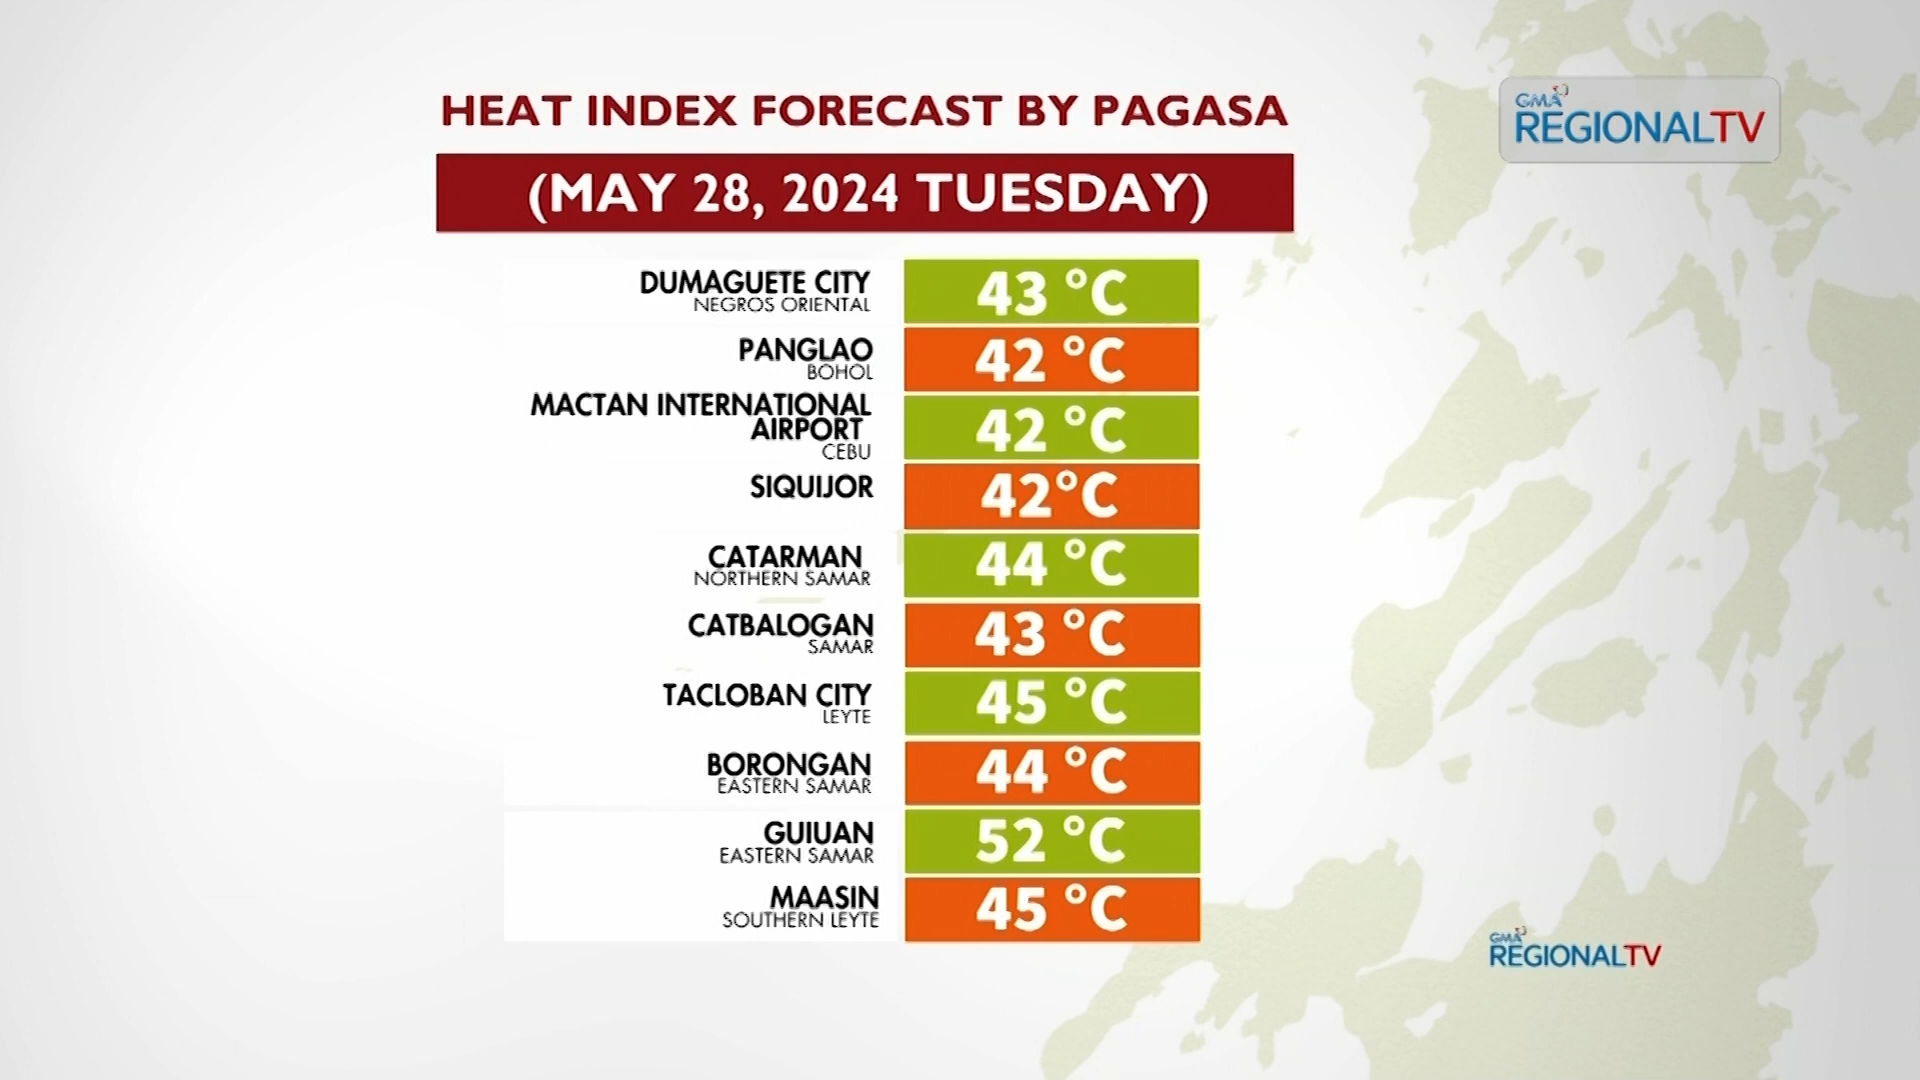 HEAT INDEX FORECAST BY PAGASA
(MAY 28, 2024 TUESDAY)
GMA
REGIONALTV
DUMAGUETE CITY 43 °C
NEGROS ORIENTAL
PANGLAO 42 °C
BOHOL
MACTAN INTERNATIONAL
AIRPORT 42 °C
CEBU
SIQUIJOR 42°C
CATARMAN 44 °C
NORTHERN SAMAR
CATBALOGAN 43 °C
SAMAR
TACLOBAN CITY 45 °C
LEYTE
BORONGAN 44 °C
EASTERN SAMAR
GUIUAN 52 °C
EASTERN SAMAR
MAASIN 45 °C
SOUTHERN LEYTE
GMA
REGIONALTV